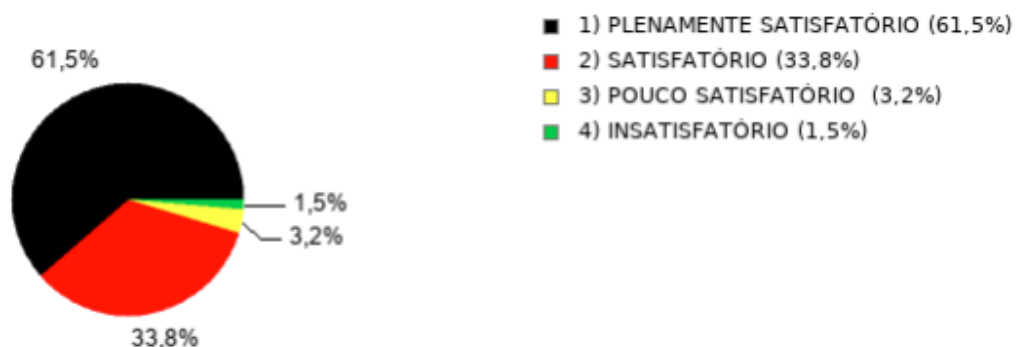 61,5%
1) PLENAMENTE SATISFATÓRIO (61,5%)
2) SATISFATÓRIO (33,8%)
3) POUCO SATISFATÓRIO (3,2%)
4) INSATISFATÓRIO (1,5%)
1,5%
3,2%
33,8%